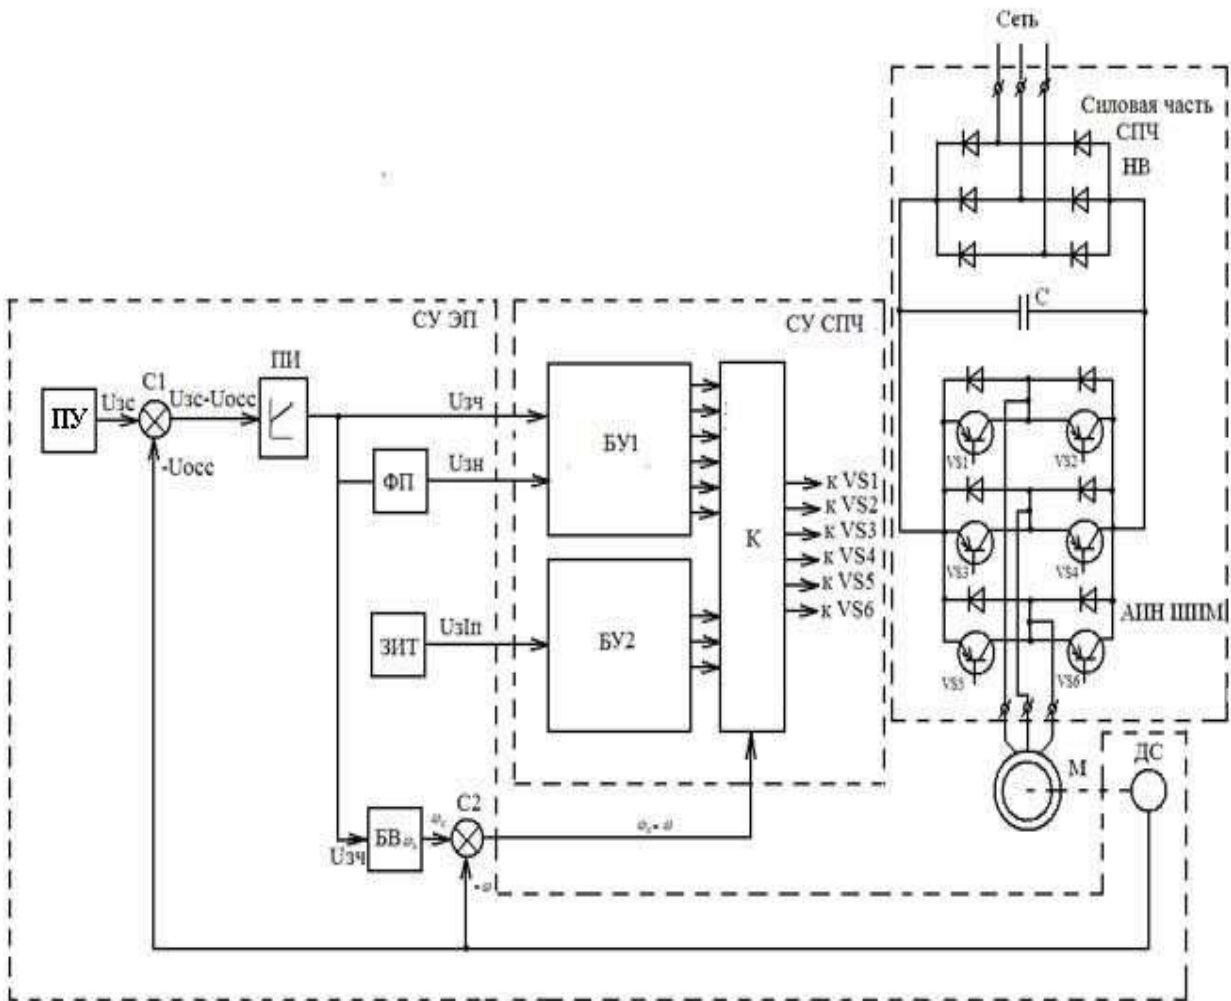 Сеть
Силовая часть
СПЧ
НВ
С
СУ ЭП
СУ СПЧ
ПИ
С1
Uзс
Uзс-Uосс
ПУ
-Uосс
Uзч
Uзн
ФП
БУ1
К
к VS1
к VS2
к VS3
к VS4
к VS5
к VS6
VS1
VS2
VS3
VS4
АИН ШИМ
VS5
VS6
ЗИТ
UзIп
БУ2
М
ДС
С2
БВ
Uзч